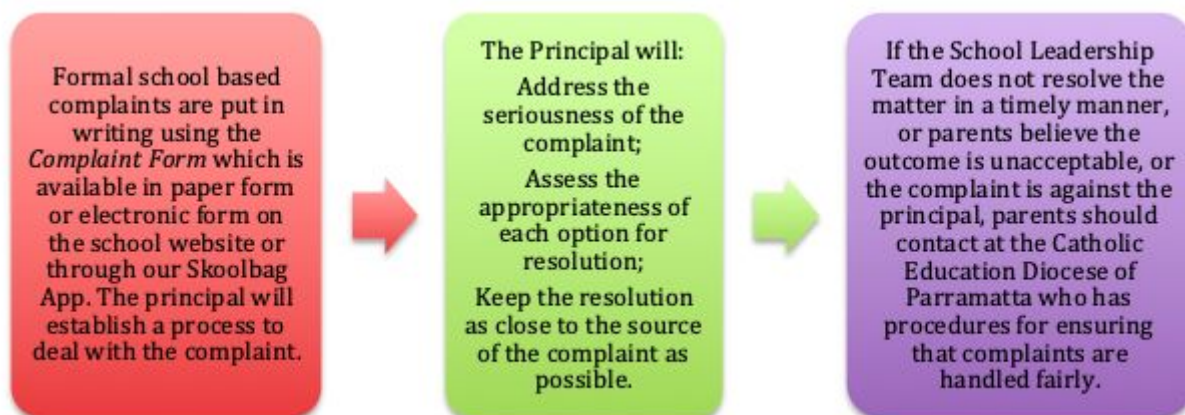 Formal school based
complaints are put in
writing using the
Complaint Form which is
available in paper form
or electronic form on
the school website or
through our Skoolbag
App. The principal will
establish a process to
deal with the complaint.
The Principal will:
Address the
seriousness of the
complaint;
Assess the
appropriateness of
each option for
resolution;
Keep the resolution
as close to the source
of the complaint as
possible.
If the School Leadership
Team does not resolve the
matter in a timely manner,
or parents believe the
outcome is unacceptable, or
the complaint is against the
principal, parents should
contact at the Catholic
Education Diocese of
Parramatta who has
procedures for ensuring
that complaints are
handled fairly.